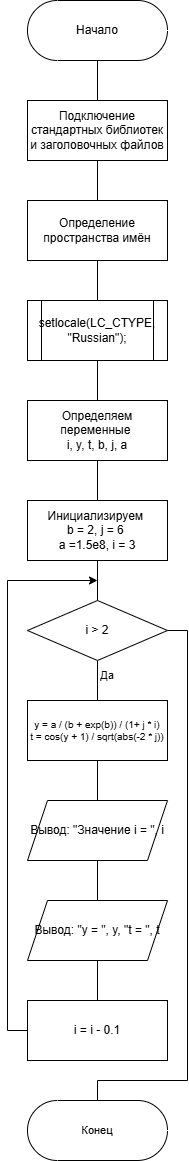 Начало
Подключение
стандартных библиотек
и заголовочных файлов
Определение
пространства имён
setlocale(LC_CTYPE,
"Russian");
Определяем
переменные
i, y, t, b, j, a
Инициализируем
b = 2, j = 6
a =1.5e8, i = 3
i > 2
Да
y = a / (b + exp(b)) / (1+ j * i)
t = cos(y + 1) / sqrt(abs(-2 * j))
Вывод: "Значение i = ", i
Вывод: "y = ", y, "t = ", t
i = i - 0.1
Конец